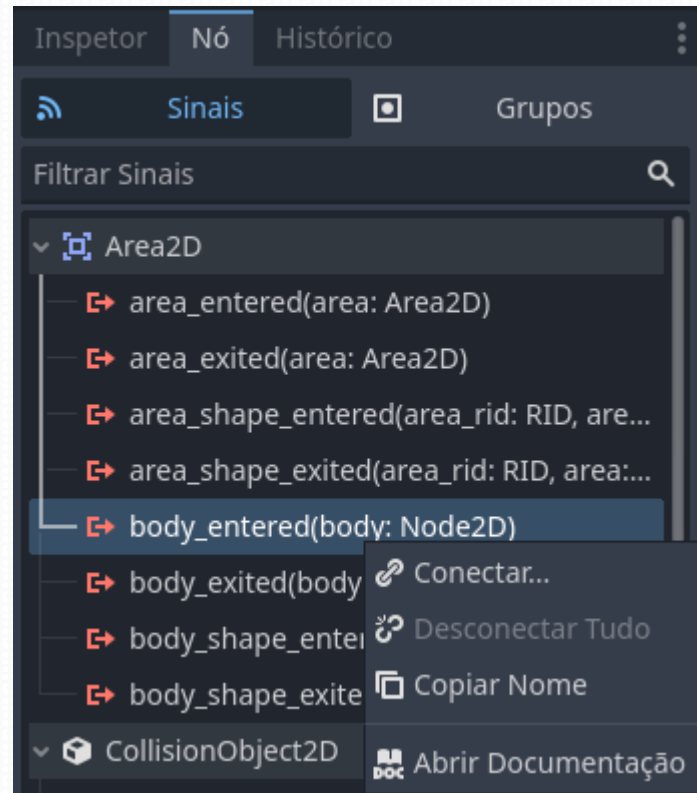 Inspetor Nó Histórico
Sinais Grupos
Filtrar Sinais
Area2D
area_entered(area: Area2D)
area_exited(area: Area2D)
area_shape_entered(area_rid: RID, are...
area_shape_exited(area_rid: RID, area:...
body_entered(body: Node2D)
body_exited(body
Conectar...
body_shape_enter
Desconectar Tudo
body_shape_exite
Copiar Nome
CollisionObject2D
DOC Abrir Documentação